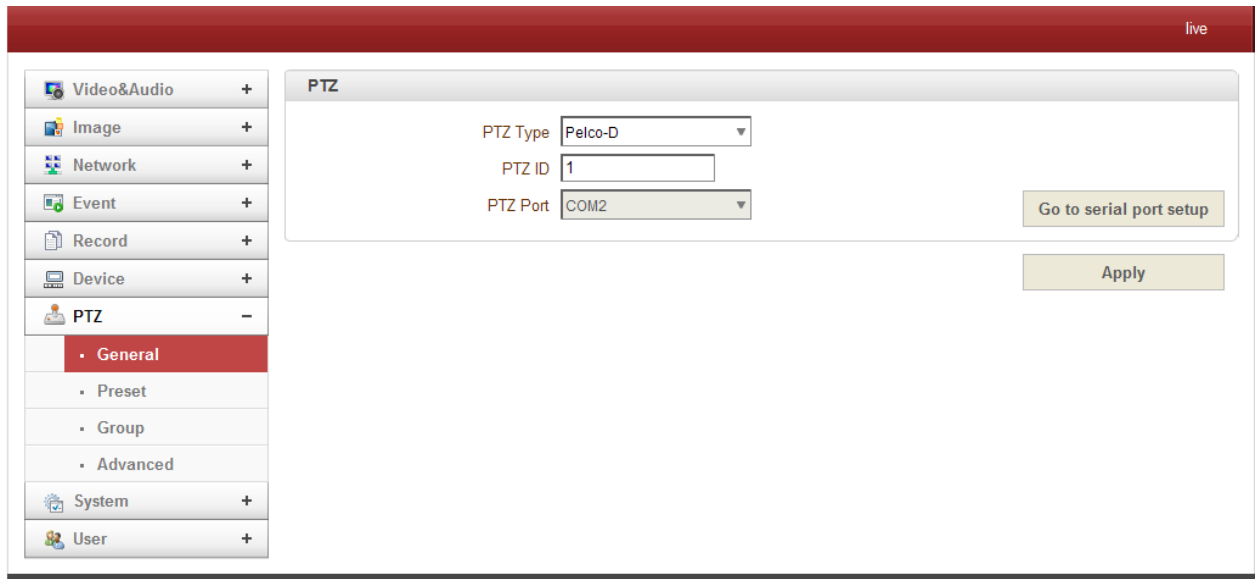 live
Video&Audio +
Image +
Network +
Event +
Record +
Device +
PTZ –
General
Preset
Group
Advanced
System +
User +
PTZ
PTZ Type Pelco-D
PTZ ID 1
PTZ Port COM2
Go to serial port setup
Apply